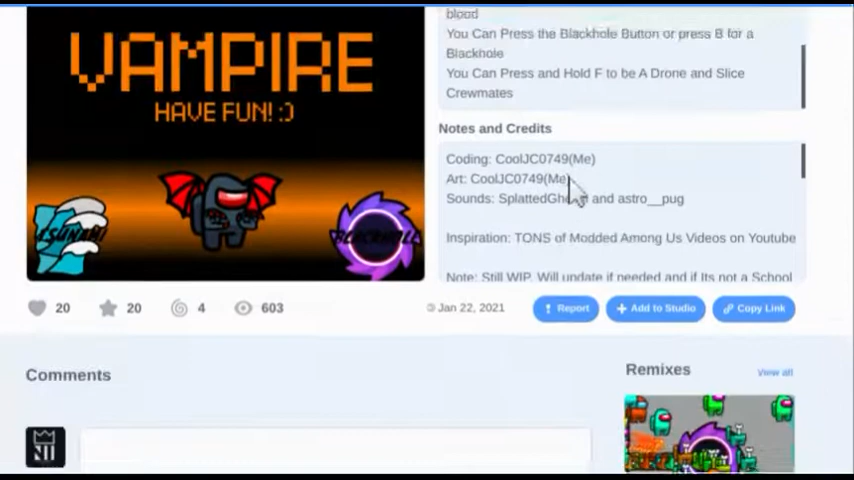 VAMPIRE
HAVE FUN! :)
TSUNAMI
BLACKHOLE
blood
You Can Press the Blackhole Button or press B for a
Blackhole
You Can Press and Hold F to be A Drone and Slice
Crewmates
Notes and Credits
Coding: CoolJC0749(Me)
Art: CoolJC0749(Me)
Sounds: and astro__pug
Inspiration: TONS of Modded Among Us Videos on Youtube
Note: Still WIP. Will update if needed and if Its not a School
20
20
4
603
Jan 22, 2021
Report
Add to Studio
Copy Link
Comments
Remixes
View all